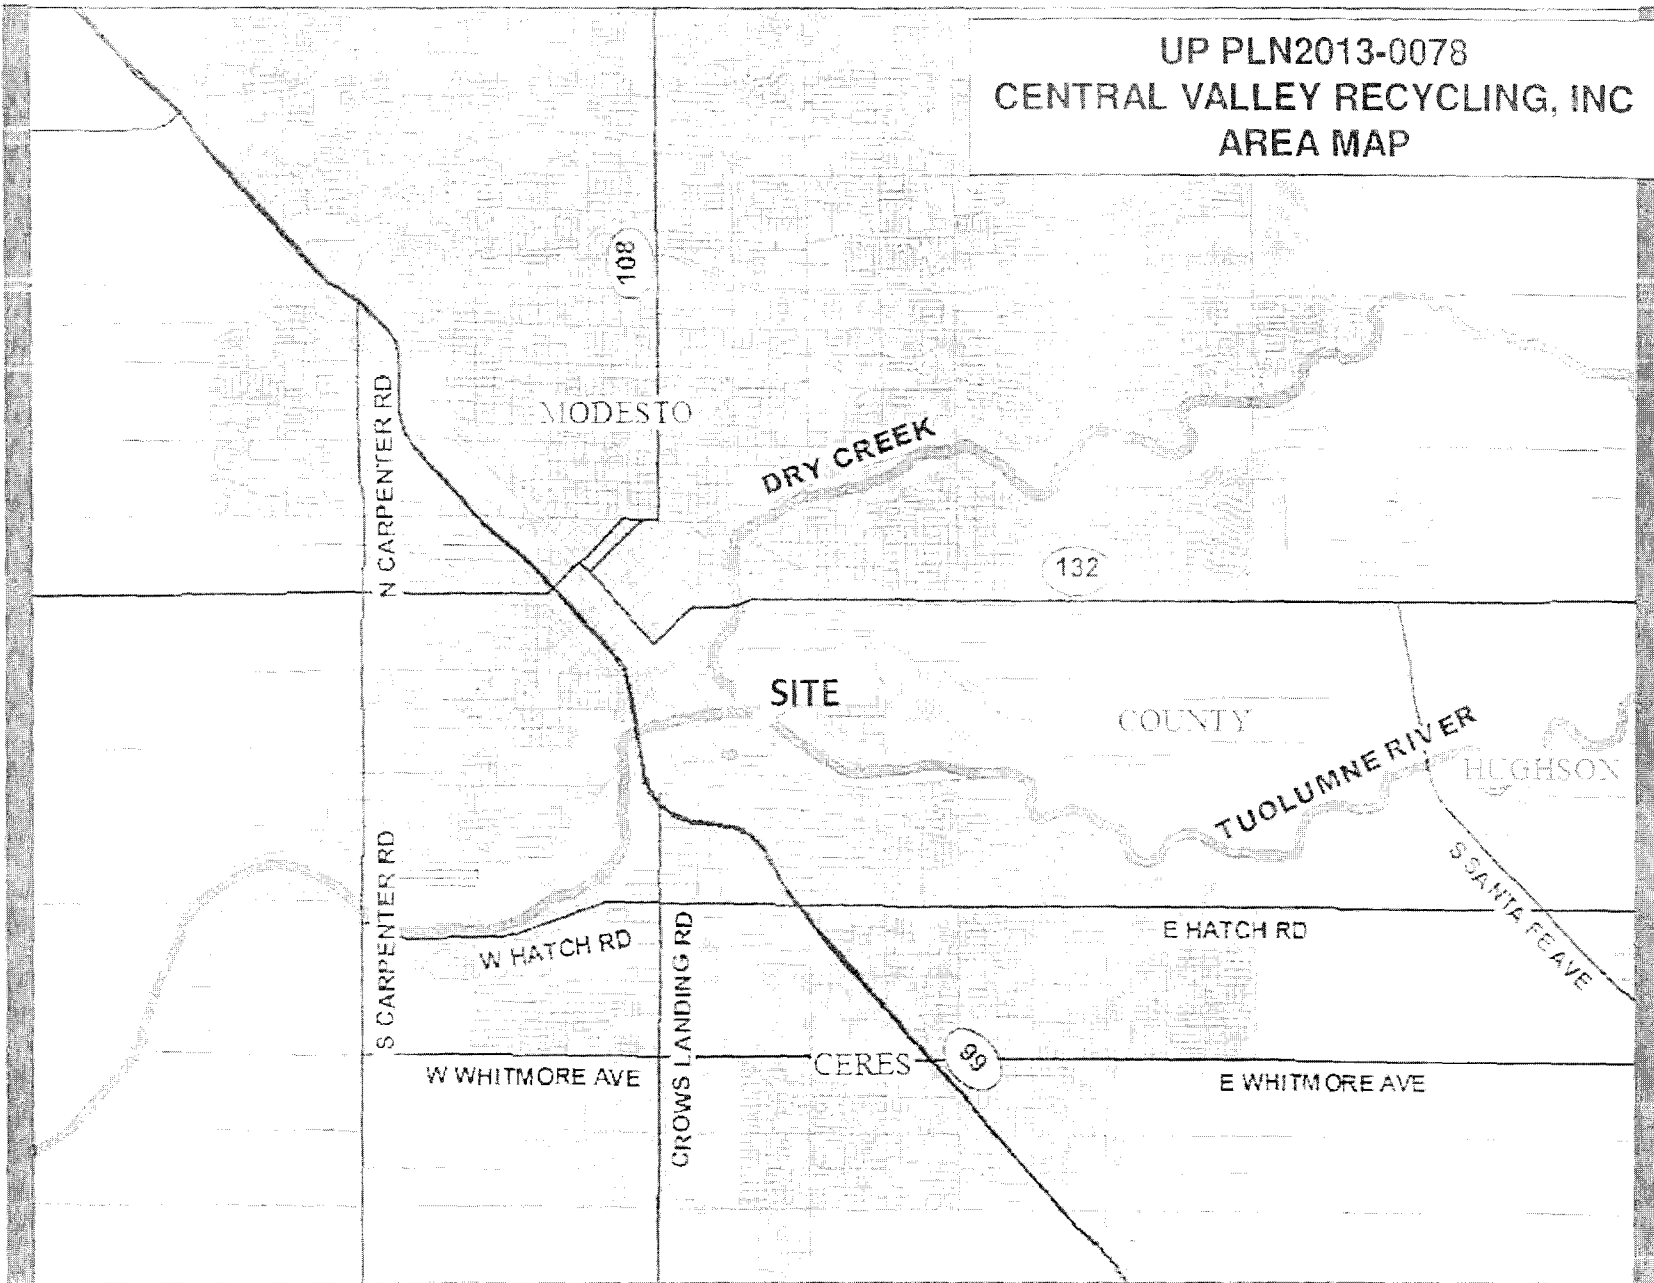 UP PLN2013-0078
CENTRAL VALLEY RECYCLING, INC
AREA MAP
108
N CARPENTER RD
MODESTO
DRY CREEK
132
SITE
COUNTY
TUOLUMNE RIVER
HUGHSON
S CARPENTER RD
S SANTA FE AVE
W HATCH RD
CROWS LANDING RD
E HATCH RD
W WHITMORE AVE
CERES
99
E WHITMORE AVE